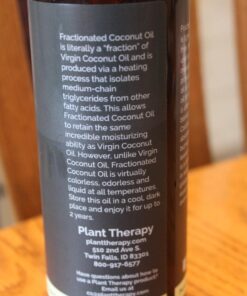 Fractionated Coconut Oil
is literally a “fraction” of
Virgin Coconut Oil and is
produced via a heating
process that isolates
medium-chain
triglycerides from other
fatty acids. This allows
Fractionated Coconut Oil
to retain the same
incredible moisturizing
ability as Virgin Coconut
Oil. However, unlike Virgin
Coconut Oil, Fractionated
Coconut Oil is virtually
colorless, odorless and
liquid at all temperatures.
Store this oil in a cool, dark
place and enjoy it for up to
2 years.
Plant Therapy
planttherapy.com
510 2nd Ave S.
Twin Falls, ID 83301
800-917-6577
Have questions about how to
use a Plant Therapy product?
Email us at